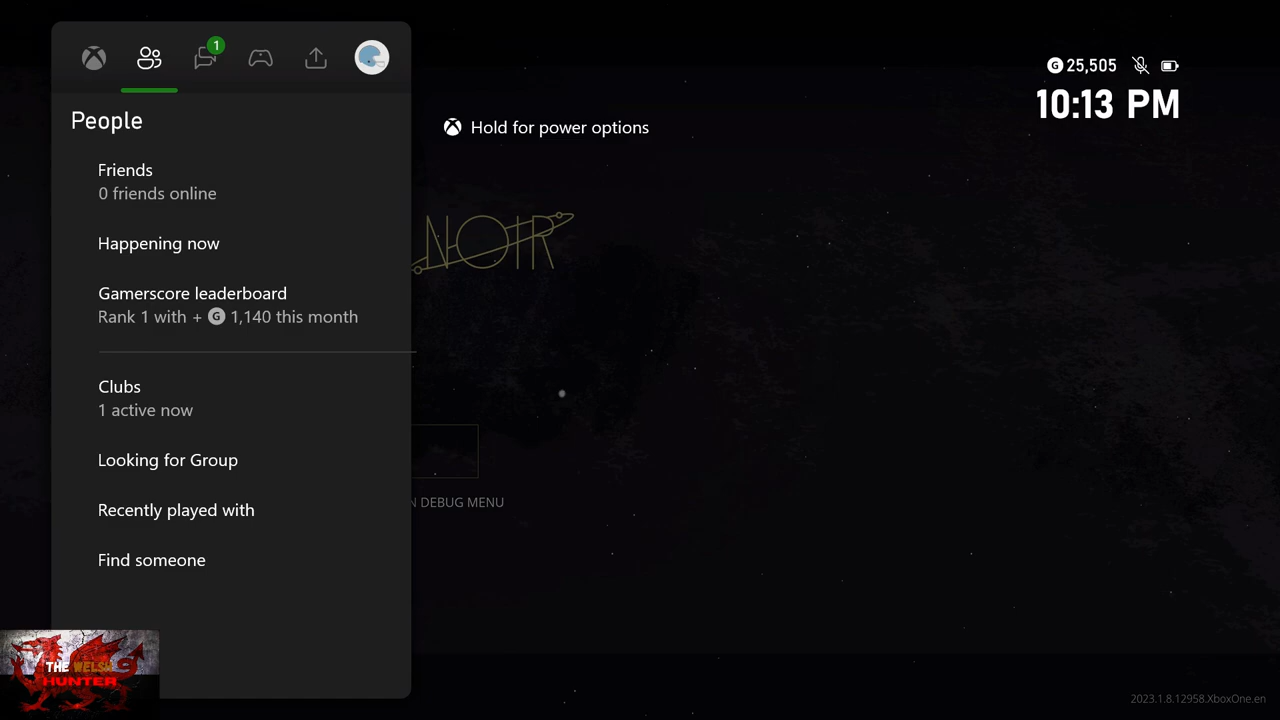 1
G 25,505
10:13 PM
People
Hold for power options
Friends
0 friends online
NOIR
Happening now
Gamerscore leaderboard
Rank 1 with + G 1,140 this month
Clubs
1 active now
Looking for Group
N DEBUG MENU
Recently played with
Find someone
THE WELSH
HUNTER
2023.1.8.12958.XboxOne.en